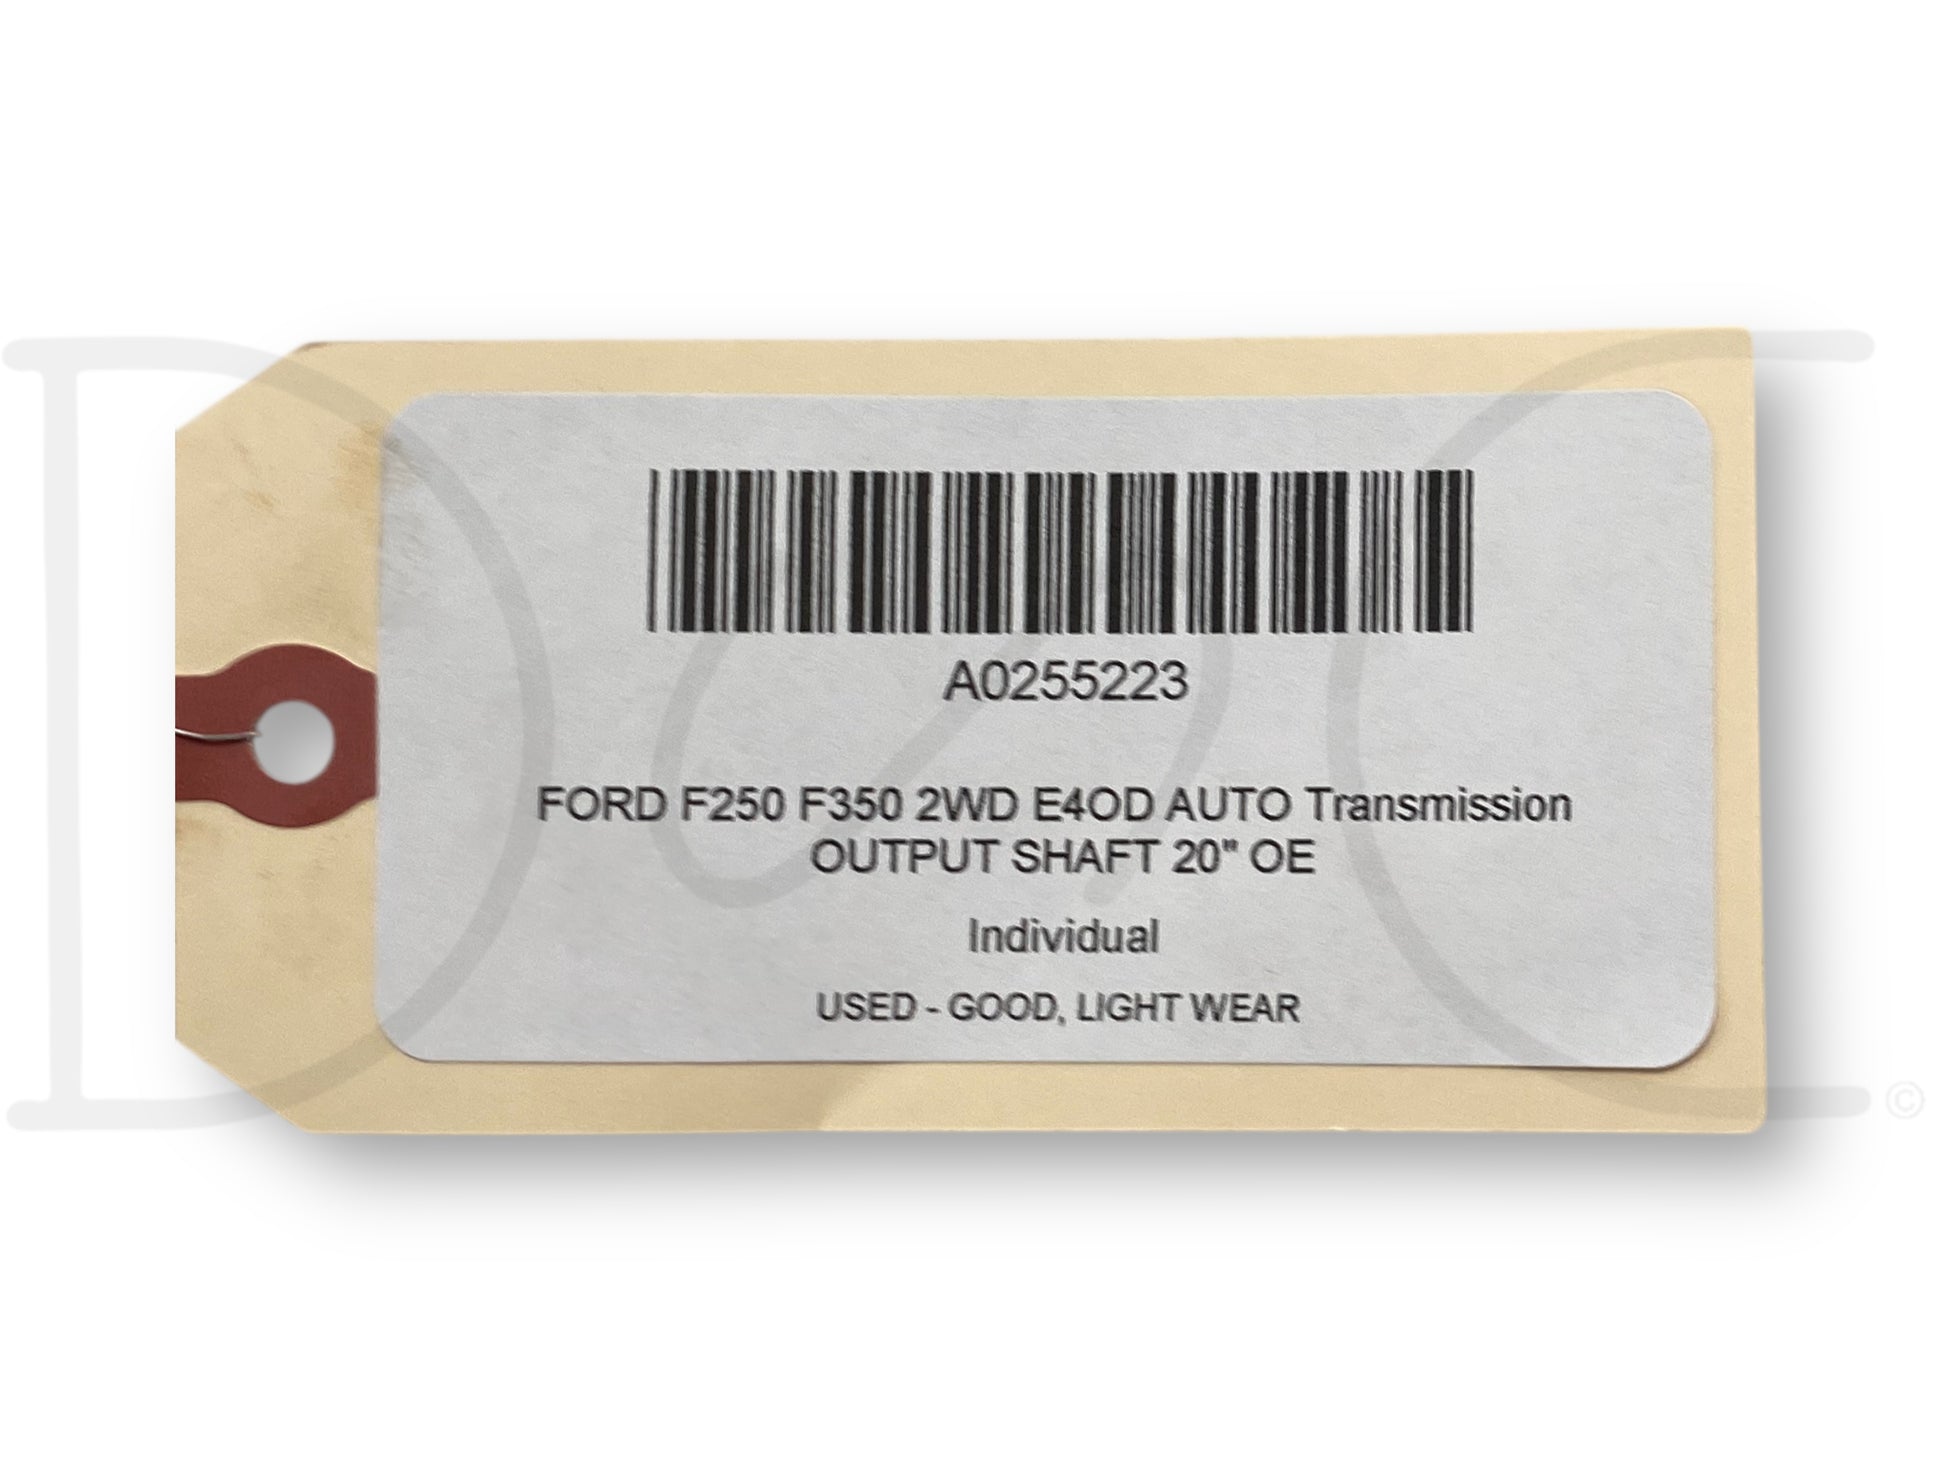 A0255223
FORD F250 F350 2WD E4OD AUTO Transmission
OUTPUT SHAFT 20" OE
Individual
USED - GOOD, LIGHT WEAR
©